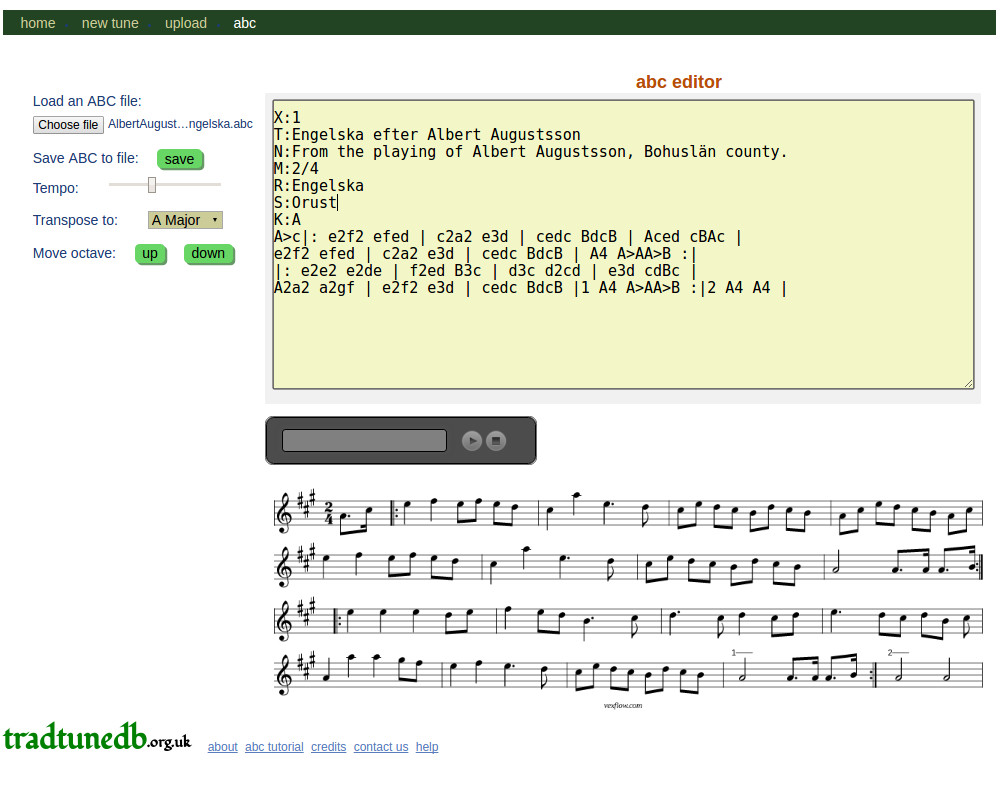 home new tune upload abc
abc editor
Load an ABC file:
Choose file AlbertAugust…ngelska.abc
Save ABC to file: save
Tempo:
Transpose to: A Major
Move octave: up down
X:1
T:Engelska efter Albert Augustsson
N:From the playing of Albert Augustsson, Bohuslän county.
M:2/4
R:Engelska
S:Orust
K:A
A>c|: e2f2 efed | c2a2 e3d | cedc BdcB | Aced cBAc |
e2f2 efed | c2a2 e3d | cedc BdcB | A4 A>AA>B :|
|: e2e2 e2de | f2ed B3c | d3c d2cd | e3d cdBc |
A2a2 a2gf | e2f2 e3d | cedc BdcB |1 A4 A>AA>B :|2 A4 A4 |
2
4
1 2
vexflow.com
tradtunedb.org.uk about abc tutorial credits contact us help